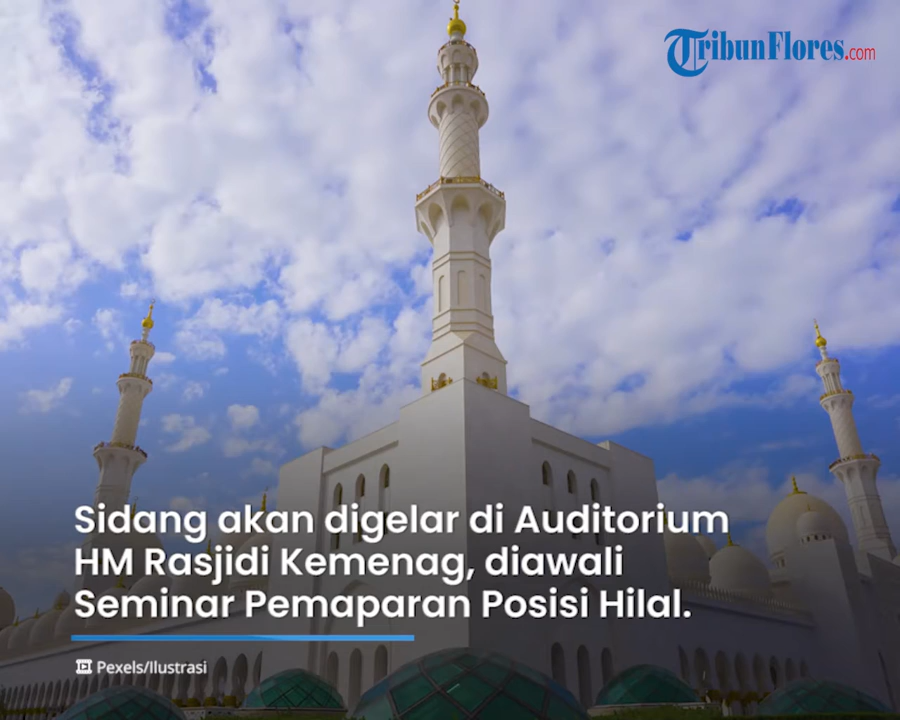 TribunFlores.com
Sidang akan digelar di Auditorium
HM Rasjidi Kemenag, diawali
Seminar Pemaparan Posisi Hilal.
Pexels/Ilustrasi